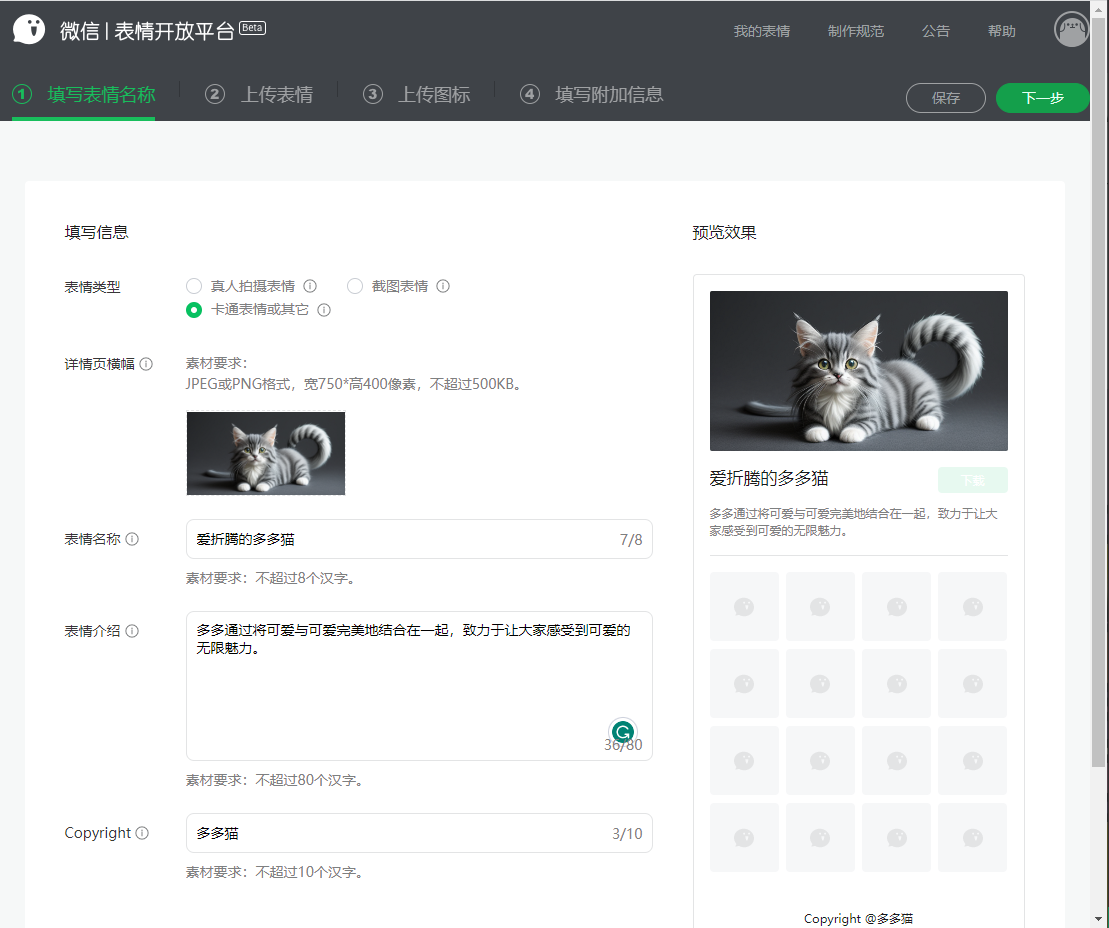 微信 | 表情开放平台 Beta
我的表情 制作规范 公告 帮助
1 填写表情名称 2 上传表情 3 上传图标 4 填写附加信息
保存 下一步
填写信息
预览效果
表情类型
真人拍摄表情 截图表情
卡通表情或其它
详情页横幅
素材要求：
JPEG或PNG格式，宽750*高400像素，不超过500KB。
表情名称
爱折腾的多多猫 7/8
素材要求：不超过8个汉字。
表情介绍
多多通过将可爱与可爱完美地结合在一起，致力于让大家感受到可爱的
无限魅力。
36/80
素材要求：不超过80个汉字。
Copyright
多多猫 3/10
素材要求：不超过10个汉字。
爱折腾的多多猫 下载
多多通过将可爱与可爱完美地结合在一起，致力于让大
家感受到可爱的无限魅力。
Copyright @多多猫